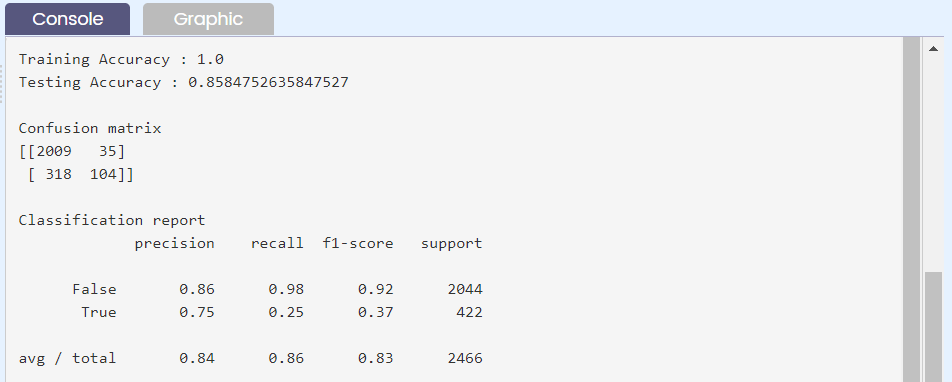 Console Graphic
Training Accuracy : 1.0
Testing Accuracy : 0.8584752635847527
Confusion matrix
[[2009   35]
 [ 318  104]]
Classification report
             precision    recall  f1-score   support
      False       0.86      0.98      0.92      2044
       True       0.75      0.25      0.37       422
avg / total       0.84      0.86      0.83      2466